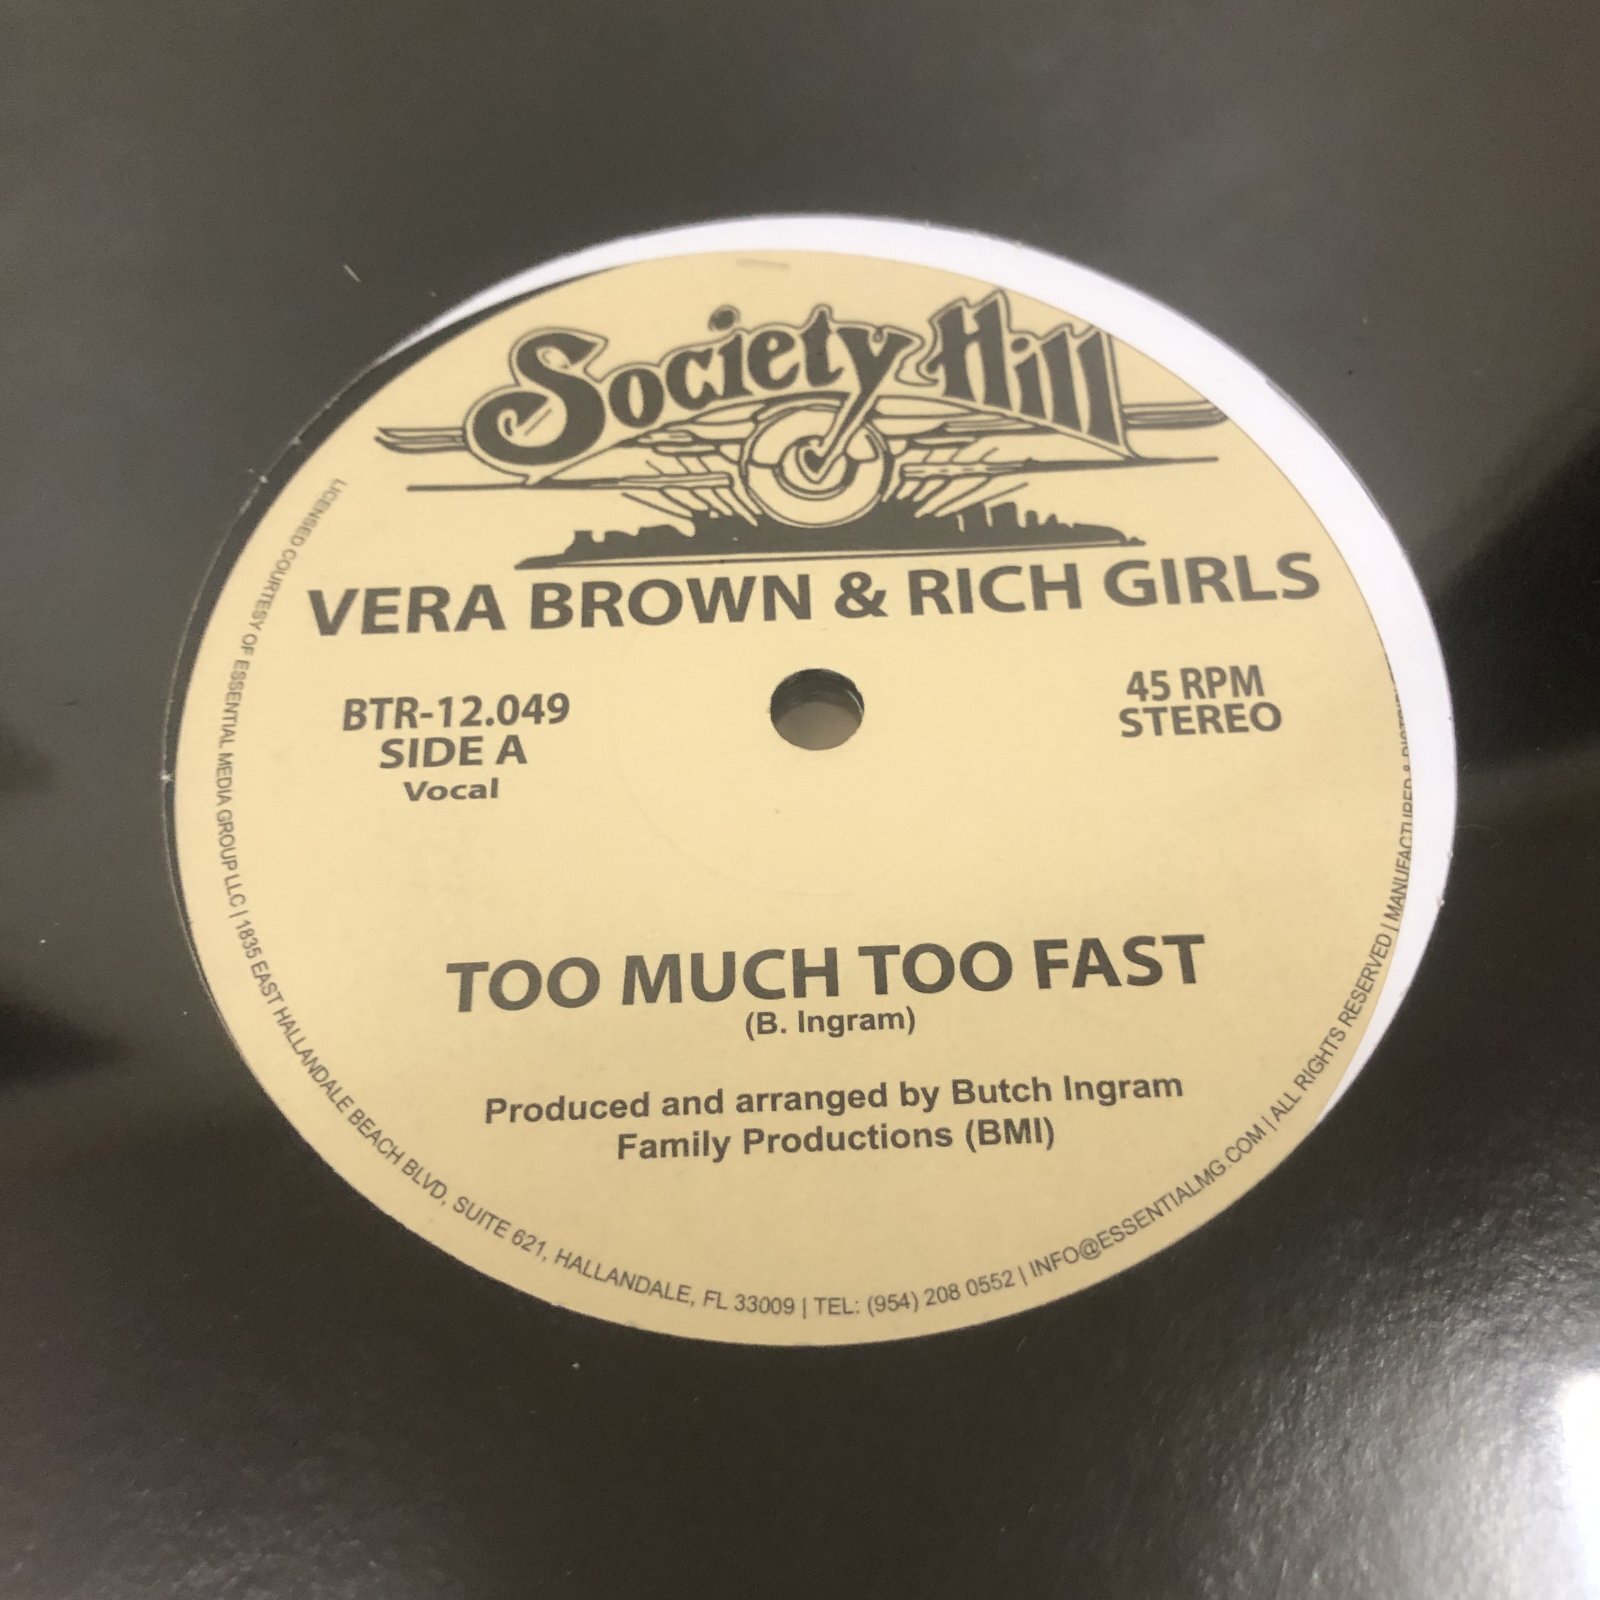 Society Hill
VERA BROWN & RICH GIRLS
BTR-12.049
SIDE A
Vocal
45 RPM
STEREO
TOO MUCH TOO FAST
(B. Ingram)
Produced and arranged by Butch Ingram
Family Productions (BMI)
LICENSED COURTESY OF ESSENTIAL MEDIA GROUP LLC | 1835 EAST HALLANDALE BEACH BLVD, SUITE 621, HALLANDALE, FL 33009 | TEL: (954) 208 0552 | INFO@ESSENTIALMG.COM | ALL RIGHTS RESERVED | MANUFACTURED &